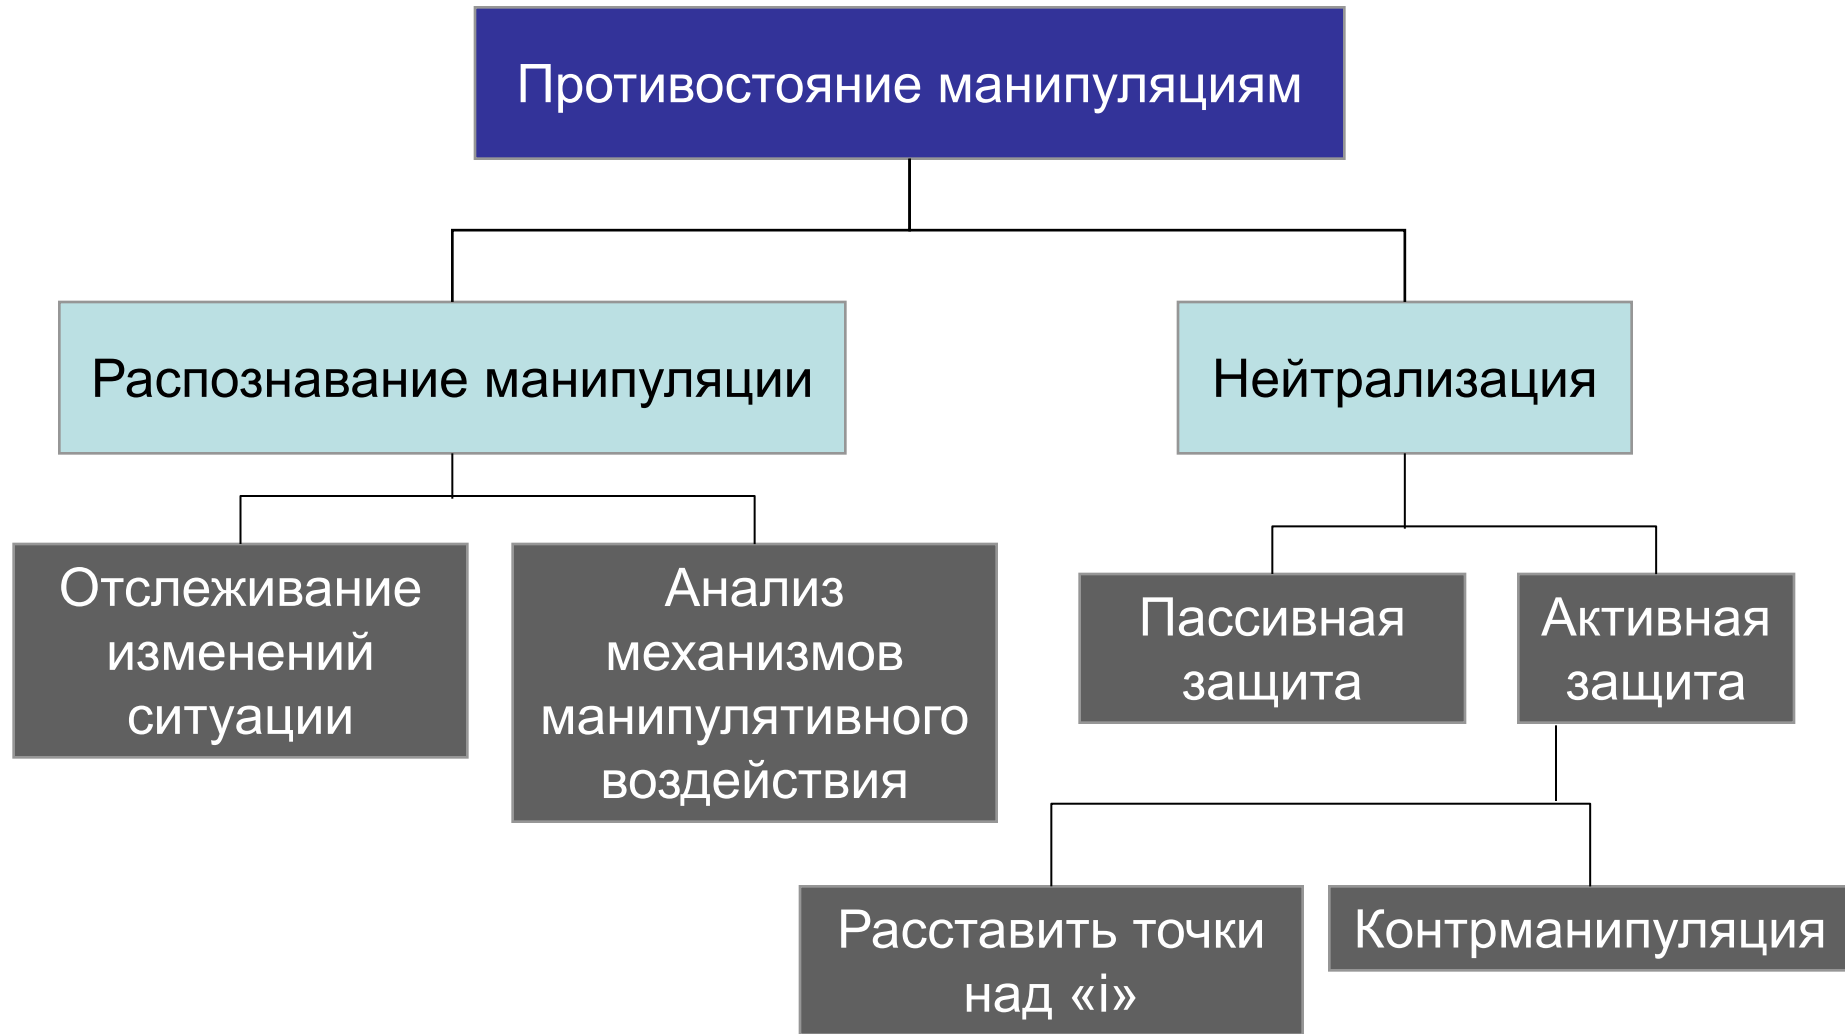 Противостояние манипуляциям
Распознавание манипуляции
Нейтрализация
Отслеживание
изменений
ситуации
Анализ
механизмов
манипулятивного
воздействия
Пассивная
защита
Активная
защита
Расставить точки
над «i»
Контрманипуляция